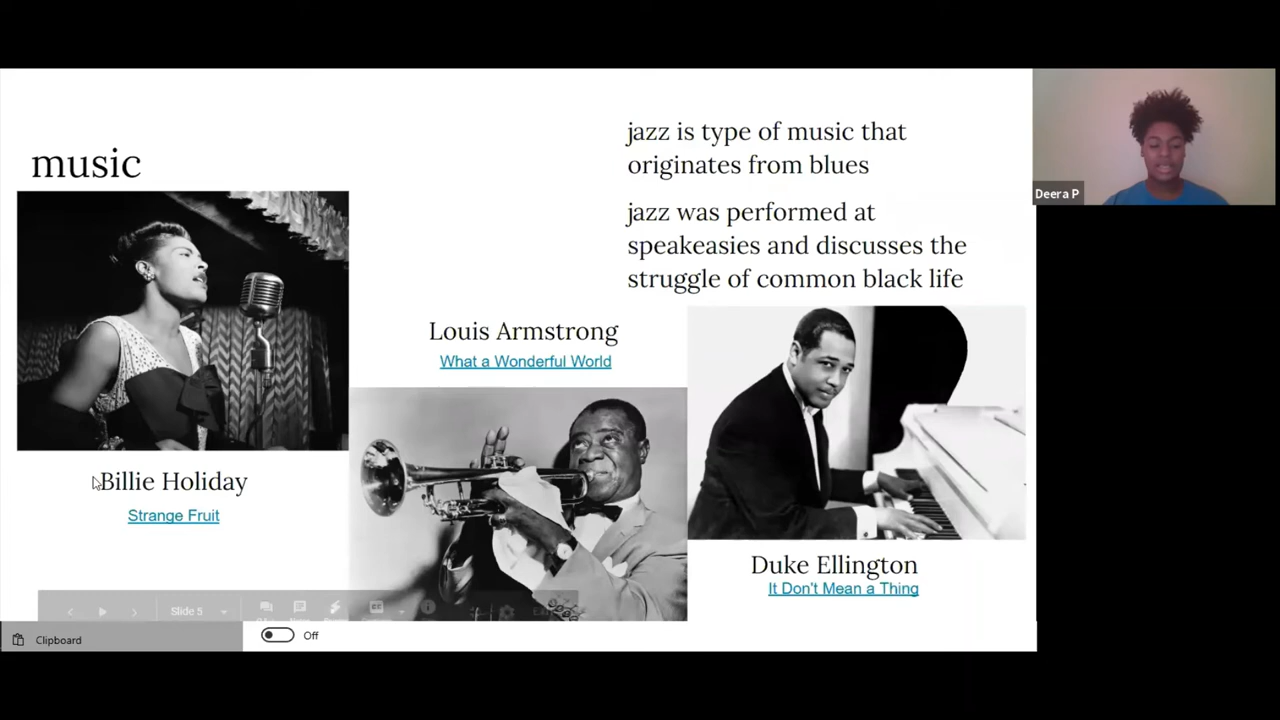 music
jazz is type of music that
originates from blues
jazz was performed at
speakeasies and discusses the
struggle of common black life
Deera P
Louis Armstrong
What a Wonderful World
Billie Holiday
Strange Fruit
Duke Ellington
It Don't Mean a Thing
Slide 5
Clipboard
Off